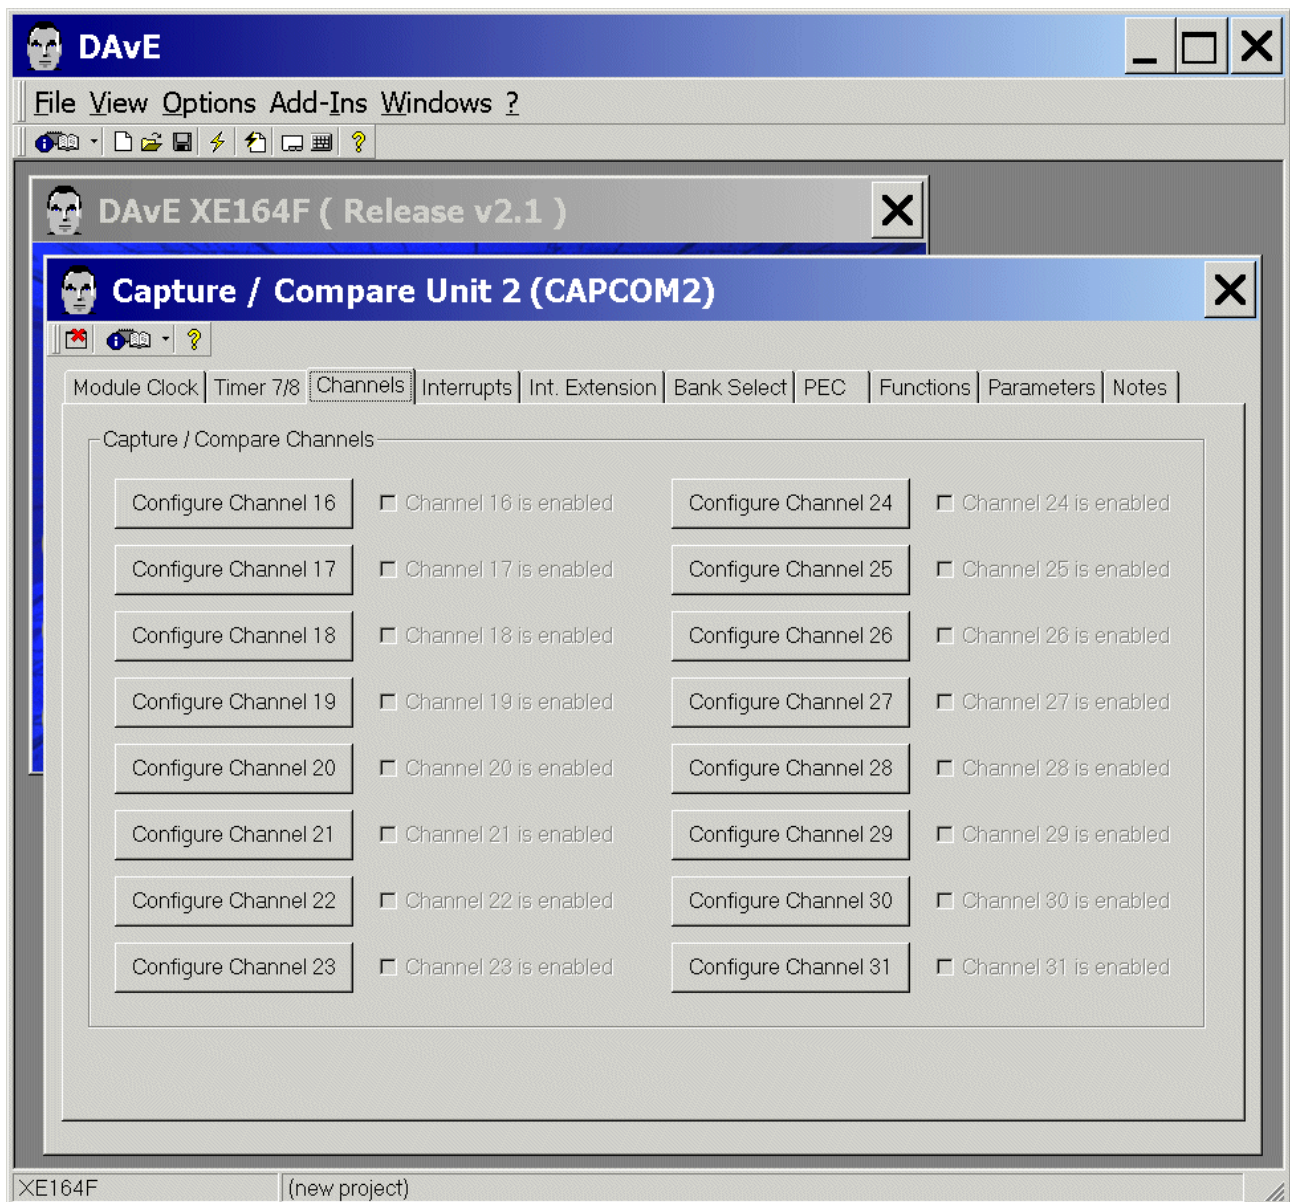 DAvE
File View Options Add-Ins Windows ?
DAvE XE164F ( Release v2.1 )
Capture / Compare Unit 2 (CAPCOM2)
Module Clock Timer 7/8 Channels Interrupts Int. Extension Bank Select PEC Functions Parameters Notes
Capture / Compare Channels
Configure Channel 16 Channel 16 is enabled Configure Channel 24 Channel 24 is enabled
Configure Channel 17 Channel 17 is enabled Configure Channel 25 Channel 25 is enabled
Configure Channel 18 Channel 18 is enabled Configure Channel 26 Channel 26 is enabled
Configure Channel 19 Channel 19 is enabled Configure Channel 27 Channel 27 is enabled
Configure Channel 20 Channel 20 is enabled Configure Channel 28 Channel 28 is enabled
Configure Channel 21 Channel 21 is enabled Configure Channel 29 Channel 29 is enabled
Configure Channel 22 Channel 22 is enabled Configure Channel 30 Channel 30 is enabled
Configure Channel 23 Channel 23 is enabled Configure Channel 31 Channel 31 is enabled
XE164F (new project)